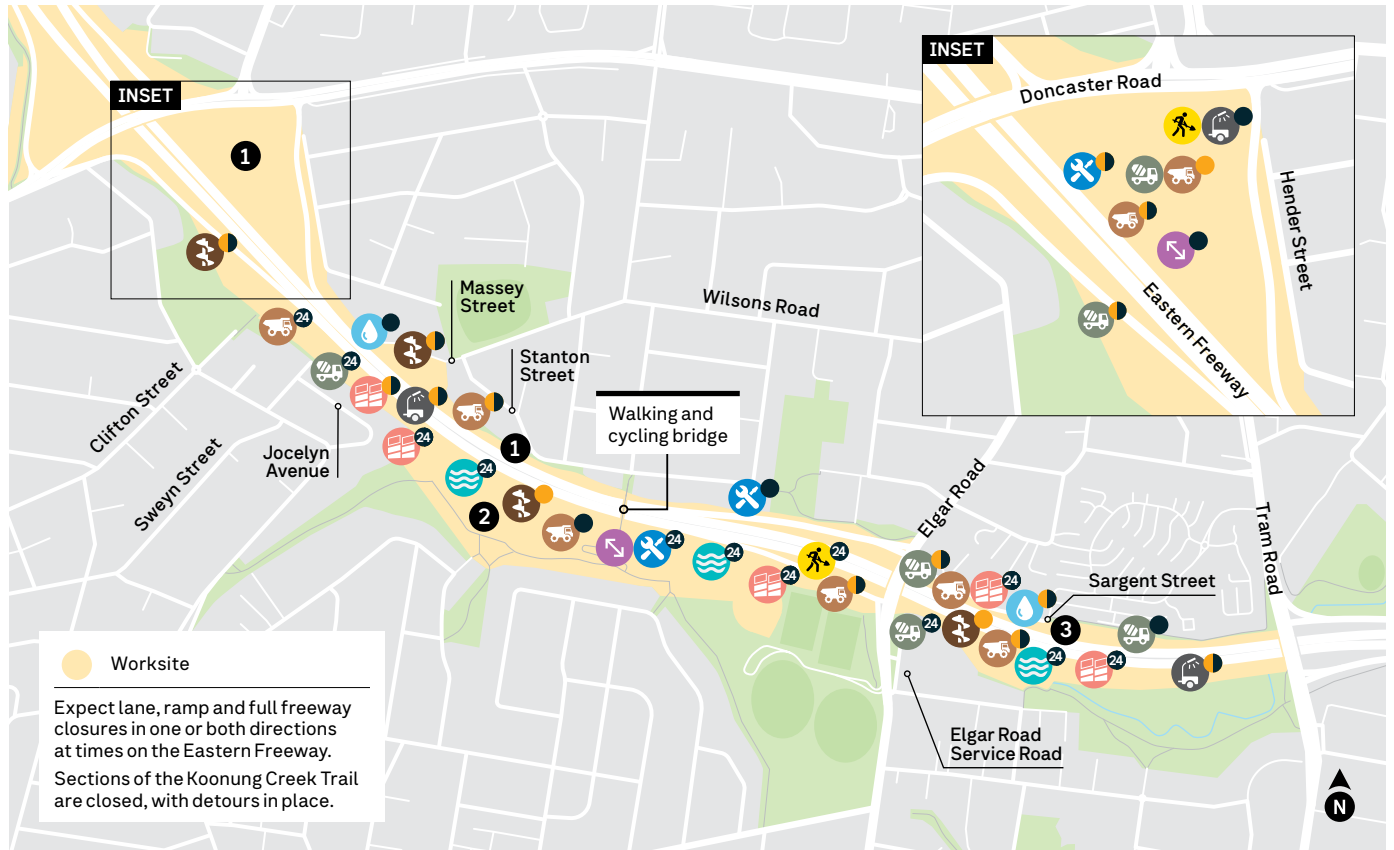 INSET
1
INSET
Doncaster Road
Hender Street
Eastern Freeway
Massey
Street
Wilsons Road
24
Stanton
Street
24
Clifton Street
Walking and
cycling bridge
Jocelyn
Avenue
24
1
Sweyn Street
24
2
Elgar Road
Tram Road
24
24
24
24
24
Sargent Street
24
3
24
24
Elgar Road
Service Road
Worksite
Expect lane, ramp and full freeway
closures in one or both directions
at times on the Eastern Freeway.
Sections of the Koonung Creek Trail
are closed, with detours in place.
N